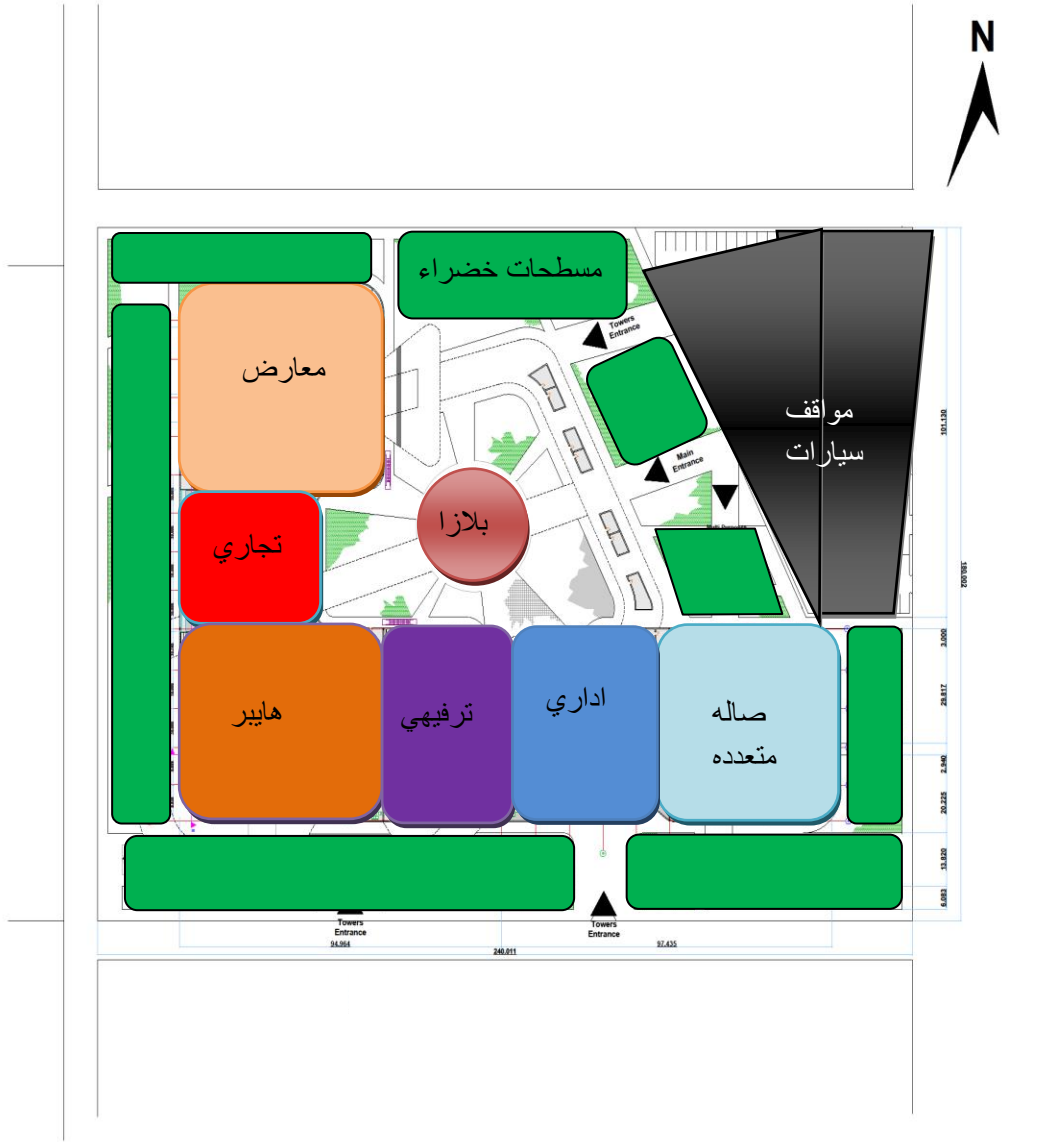 N
مسطحات خضراء
Towers
Entrance
معارض
مواقف
سيارات
101.130
Main
Entrance
بلازا
تجاري
188.002
3.000
29.817
هايبر
ترفيهي
اداري
صاله
متعدده
2.940
20.225
13.820
6.083
Towers
Entrance
Towers
Entrance
94.964
97.435
240.011